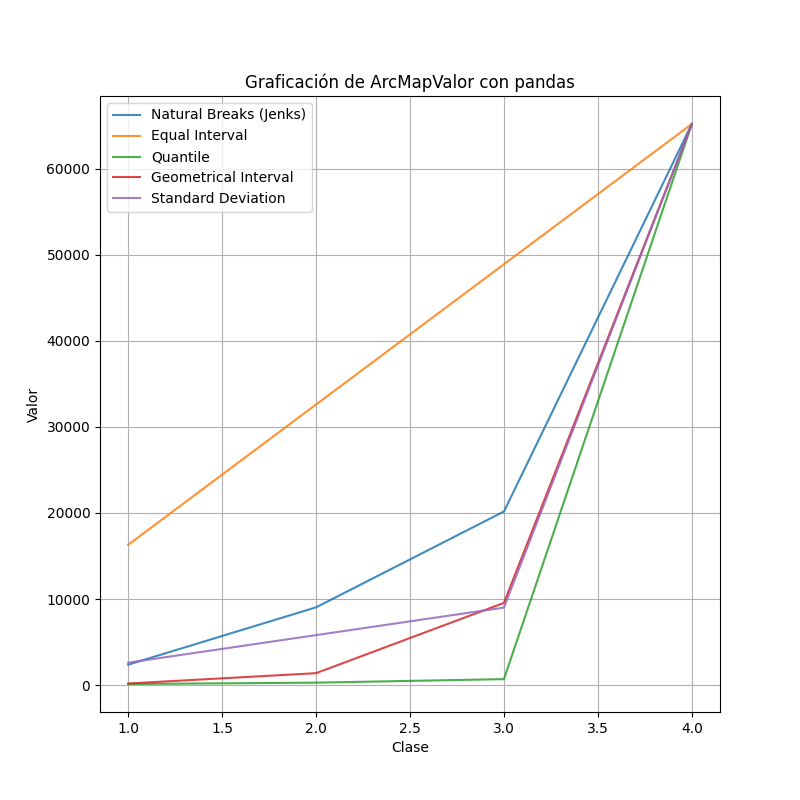 Graficación de ArcMapValor con pandas
Natural Breaks (Jenks)
Equal Interval
Quantile
Geometrical Interval
Standard Deviation
60000
50000
40000
30000
20000
10000
0
Valor
1.0 1.5 2.0 2.5 3.0 3.5 4.0
Clase